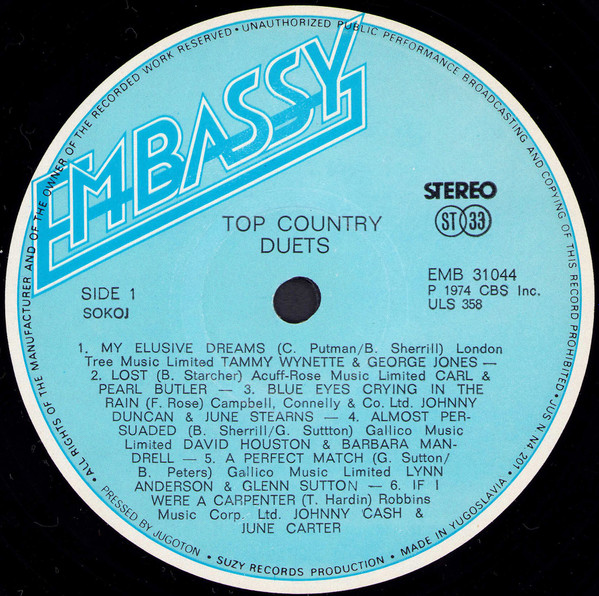 • ALL RIGHTS OF THE MANUFACTURER AND OF THE OWNER OF THE RECORDED WORK RESERVED • UNAUTHORIZED PUBLIC PERFORMANCE BROADCASTING AND COPYING OF THIS RECORD PROHIBITED • JUS N N4 201 •
EMBASSY
STEREO
TOP COUNTRY
DUETS
ST 33
EMB 31044
SIDE 1
P 1974 CBS Inc.
SOKOJ
ULS 358
1. MY ELUSIVE DREAMS (C. Putman/B. Sherrill) London
Tree Music Limited TAMMY WYNETTE & GEORGE JONES —
2. LOST (B. Starcher) Acuff-Rose Music Limited CARL &
PEARL BUTLER — 3. BLUE EYES CRYING IN THE
RAIN (F. Rose) Campbell, Connelly & Co. Ltd. JOHNNY
DUNCAN & JUNE STEARNS — 4. ALMOST PER-
SUADED (B. Sherrill/G. Suttton) Gallico Music
Limited DAVID HOUSTON & BARBARA MAN-
DRELL — 5. A PERFECT MATCH (G. Sutton/
B. Peters) Gallico Music Limited LYNN
ANDERSON & GLENN SUTTON — 6. IF I
WERE A CARPENTER (T. Hardin) Robbins
Music Corp. Ltd. JOHNNY CASH &
JUNE CARTER
PRESSED BY JUGOTON • SUZY RECORDS PRODUCTION • MADE IN YUGOSLAVIA •